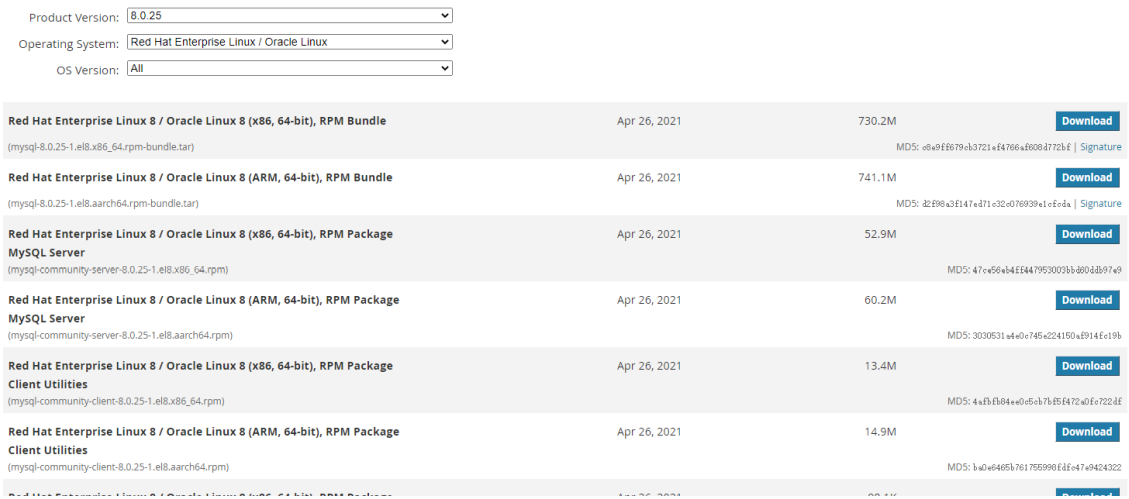 Product Version: 8.0.25
Operating System: Red Hat Enterprise Linux / Oracle Linux
OS Version: All
Red Hat Enterprise Linux 8 / Oracle Linux 8 (x86, 64-bit), RPM Bundle Apr 26, 2021 730.2M Download
(mysql-8.0.25-1.el8.x86_64.rpm-bundle.tar) MD5: c8e9ff679cb3721ef4766af608d772bf | Signature
Red Hat Enterprise Linux 8 / Oracle Linux 8 (ARM, 64-bit), RPM Bundle Apr 26, 2021 741.1M Download
(mysql-8.0.25-1.el8.aarch64.rpm-bundle.tar) MD5: d2f98a3f147ed71c32c076939e1cfcda | Signature
Red Hat Enterprise Linux 8 / Oracle Linux 8 (x86, 64-bit), RPM Package Apr 26, 2021 52.9M Download
MySQL Server
(mysql-community-server-8.0.25-1.el8.x86_64.rpm) MD5: 47ce56eb4ff447953003bbd60ddb97e9
Red Hat Enterprise Linux 8 / Oracle Linux 8 (ARM, 64-bit), RPM Package Apr 26, 2021 60.2M Download
MySQL Server
(mysql-community-server-8.0.25-1.el8.aarch64.rpm) MD5: 3030531a4e0c745e224150af914fc19b
Red Hat Enterprise Linux 8 / Oracle Linux 8 (x86, 64-bit), RPM Package Apr 26, 2021 13.4M Download
Client Utilities
(mysql-community-client-8.0.25-1.el8.x86_64.rpm) MD5: 4afbfb84ee0c5cb7bf5f472a0fc722df
Red Hat Enterprise Linux 8 / Oracle Linux 8 (ARM, 64-bit), RPM Package Apr 26, 2021 14.9M Download
Client Utilities
(mysql-community-client-8.0.25-1.el8.aarch64.rpm) MD5: ba0e6465b761755998fdfc47e9424322